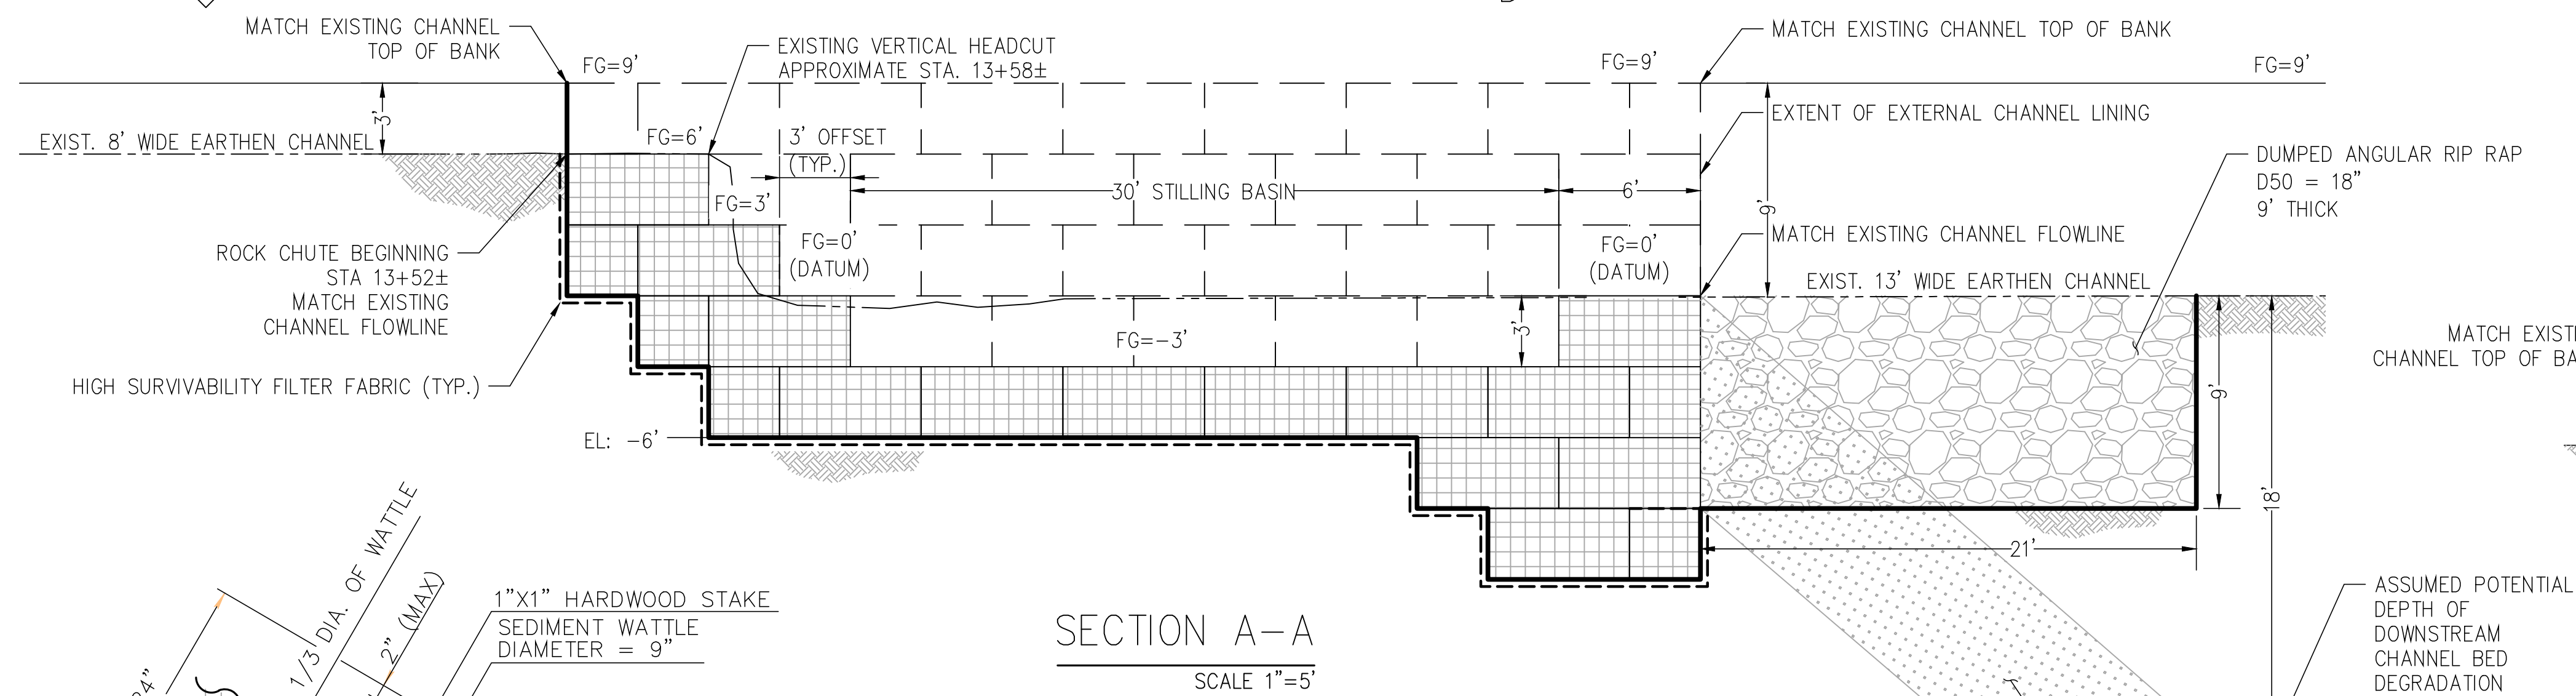 MATCH EXISTING CHANNEL
TOP OF BANK
FG=9'
EXISTING VERTICAL HEADCUT
APPROXIMATE STA. 13+58±
FG=9'
MATCH EXISTING CHANNEL TOP OF BANK
FG=9'
3'
EXIST. 8' WIDE EARTHEN CHANNEL
FG=6'
3' OFFSET
(TYP.)
EXTENT OF EXTERNAL CHANNEL LINING
DUMPED ANGULAR RIP RAP
D50 = 18"
9' THICK
FG=3'
30' STILLING BASIN
6'
9'
ROCK CHUTE BEGINNING
STA 13+52±
MATCH EXISTING
CHANNEL FLOWLINE
FG=0'
(DATUM)
FG=0'
(DATUM)
MATCH EXISTING CHANNEL FLOWLINE
EXIST. 13' WIDE EARTHEN CHANNEL
FG=-3'
3'
MATCH EXISTI
CHANNEL TOP OF BA
HIGH SURVIVABILITY FILTER FABRIC (TYP.)
9'
EL: -6'
18'
21'
1/3 DIA. OF WATTLE
2" (MAX)
24"
1"X1" HARDWOOD STAKE
SEDIMENT WATTLE
DIAMETER = 9"
SECTION A-A
SCALE 1"=5'
ASSUMED POTENTIAL
DEPTH OF
DOWNSTREAM
CHANNEL BED
DEGRADATION